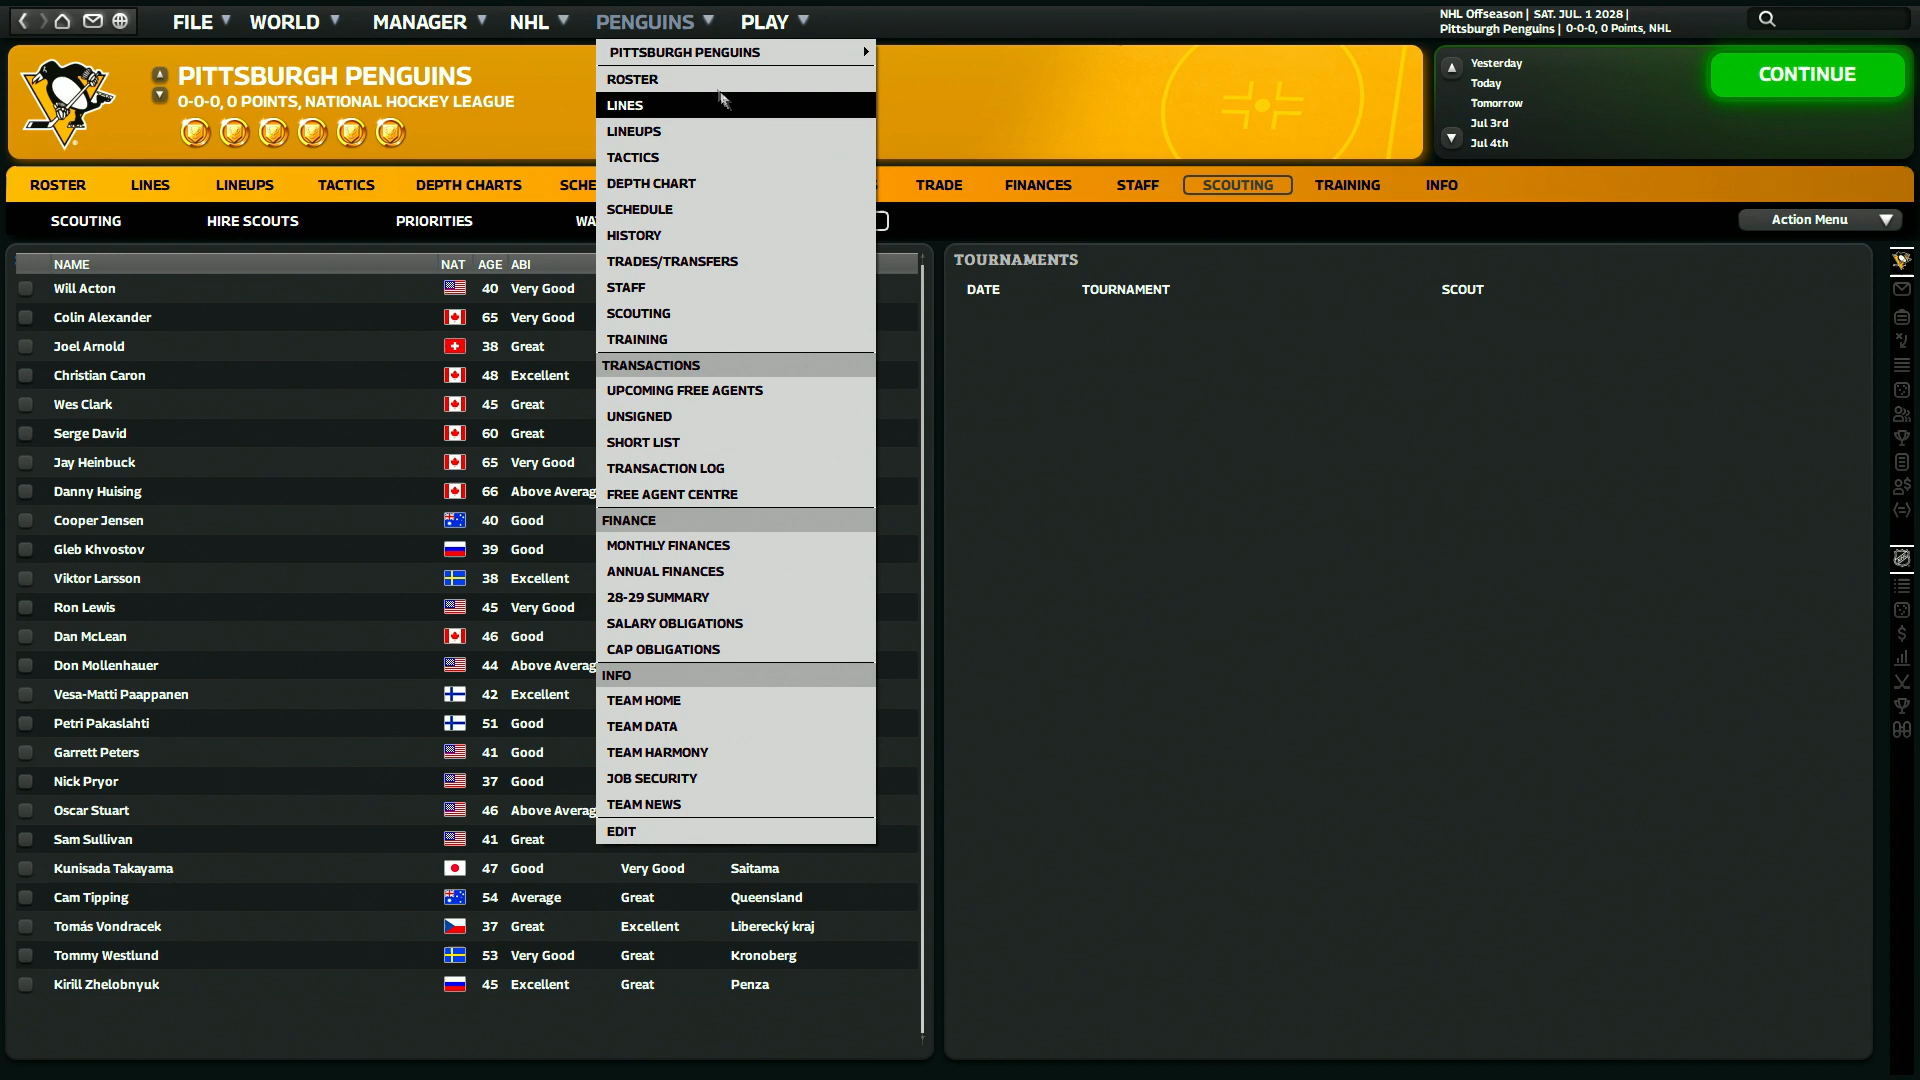 FILE WORLD MANAGER NHL PENGUINS PLAY
NHL Offseason | SAT. JUL. 1 2028 |
Pittsburgh Penguins | 0-0-0, 0 Points, NHL
PITTSBURGH PENGUINS
0-0-0, 0 POINTS, NATIONAL HOCKEY LEAGUE
Yesterday
Today
Tomorrow
Jul 3rd
Jul 4th
CONTINUE
ROSTER LINES LINEUPS TACTICS DEPTH CHARTS SCHE TRADE FINANCES STAFF SCOUTING TRAINING INFO
SCOUTING HIRE SCOUTS PRIORITIES WA
Action Menu
PITTSBURGH PENGUINS
ROSTER
LINES
LINEUPS
TACTICS
DEPTH CHART
SCHEDULE
HISTORY
TRADES/TRANSFERS
STAFF
SCOUTING
TRAINING
TRANSACTIONS
UPCOMING FREE AGENTS
UNSIGNED
SHORT LIST
TRANSACTION LOG
FREE AGENT CENTRE
FINANCE
MONTHLY FINANCES
ANNUAL FINANCES
28-29 SUMMARY
SALARY OBLIGATIONS
CAP OBLIGATIONS
INFO
TEAM HOME
TEAM DATA
TEAM HARMONY
JOB SECURITY
TEAM NEWS
EDIT
NAME NAT AGE ABI
Will Acton 40 Very Good
Colin Alexander 65 Very Good
Joel Arnold 38 Great
Christian Caron 48 Excellent
Wes Clark 45 Great
Serge David 60 Great
Jay Heinbuck 65 Very Good
Danny Huising 66 Above Averag
Cooper Jensen 40 Good
Gleb Khvostov 39 Good
Viktor Larsson 38 Excellent
Ron Lewis 45 Very Good
Dan McLean 46 Good
Don Mollenhauer 44 Above Averag
Vesa-Matti Paappanen 42 Excellent
Petri Pakaslahti 51 Good
Garrett Peters 41 Good
Nick Pryor 37 Good
Oscar Stuart 46 Above Averag
Sam Sullivan 41 Great
Kunisada Takayama 47 Good Very Good Saitama
Cam Tipping 54 Average Great Queensland
Tomás Vondracek 37 Great Excellent Liberecký kraj
Tommy Westlund 53 Very Good Great Kronoberg
Kirill Zhelobnyuk 45 Excellent Great Penza
TOURNAMENTS
DATE TOURNAMENT SCOUT